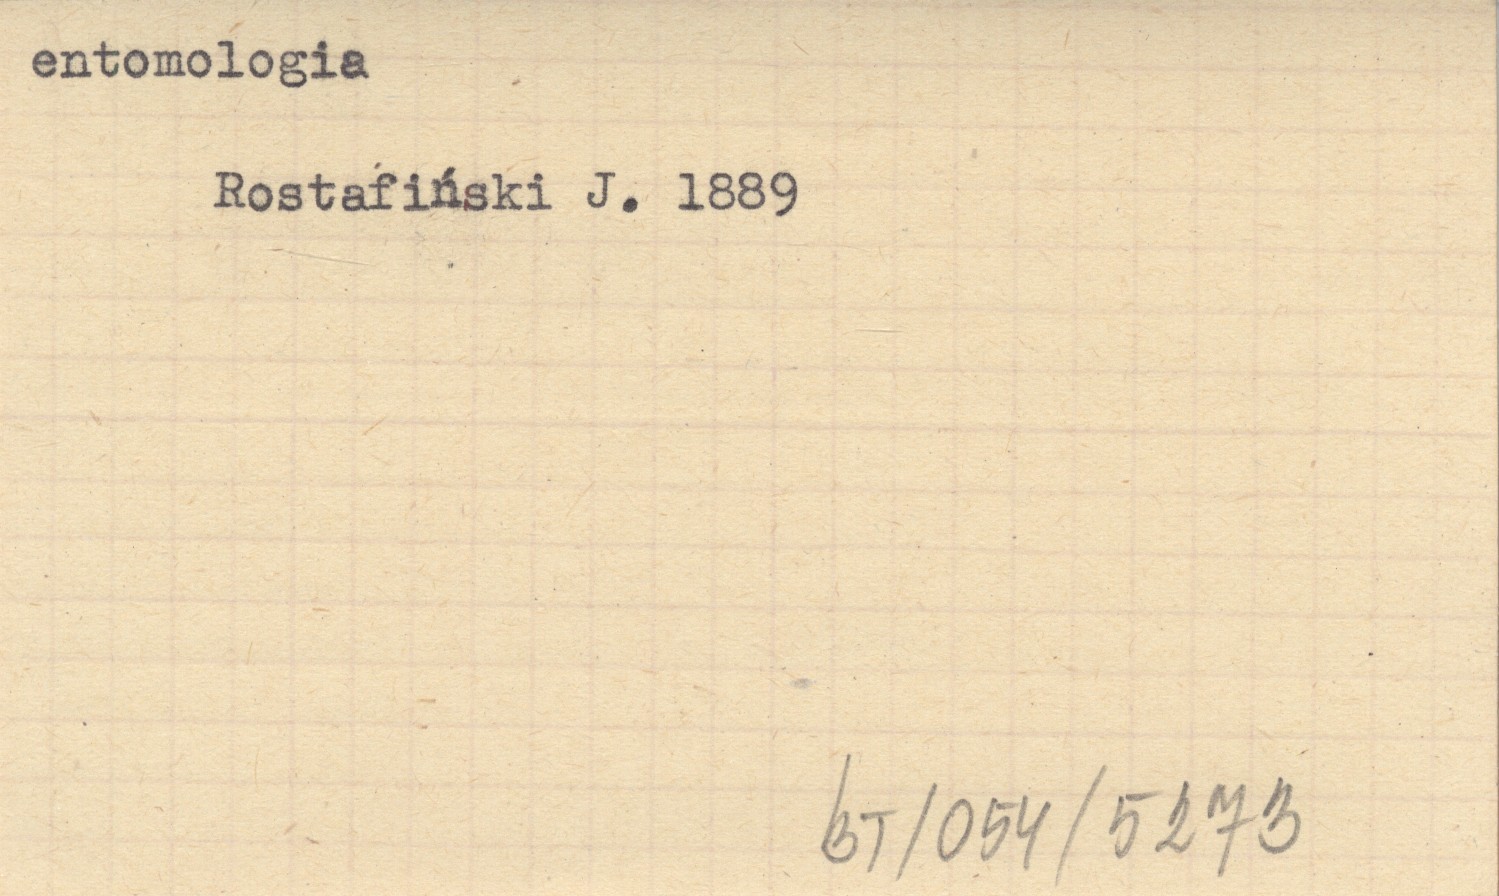 entomologia
Rostafiński J. 1889
BT/054/5273